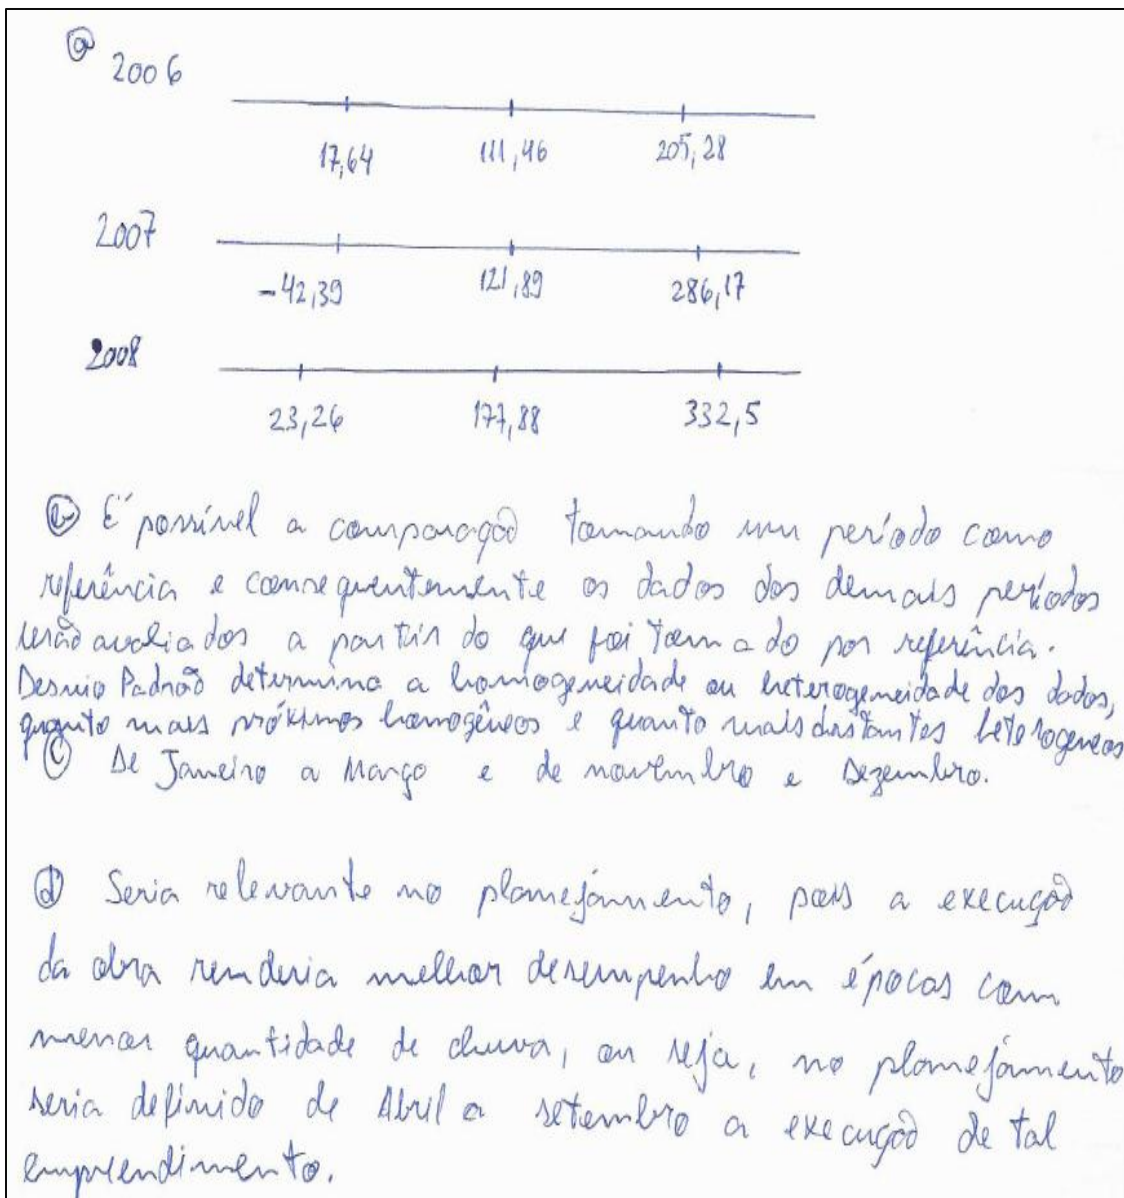 a 2006
17,64 111,46 205,28
2007
-42,39 121,89 286,17
2008
23,26 177,88 332,5
b É possível a comparação tomando um período como
referência e consequentemente os dados dos demais períodos
serão avaliados a partir do que foi tomado por referência.
Desvio Padrão determina a homogeneidade ou heterogeneidade dos dados,
quanto mais próximos homogêneos e quanto mais distantes heterogeneos
c De Janeiro a Março e de novembro e Dezembro.
d Seria relevante no planejamento, pois a execução
da obra renderia melhor desempenho em épocas com
menor quantidade de chuva, ou seja, no planejamento
seria definido de Abril a setembro a execução de tal
empreendimento.